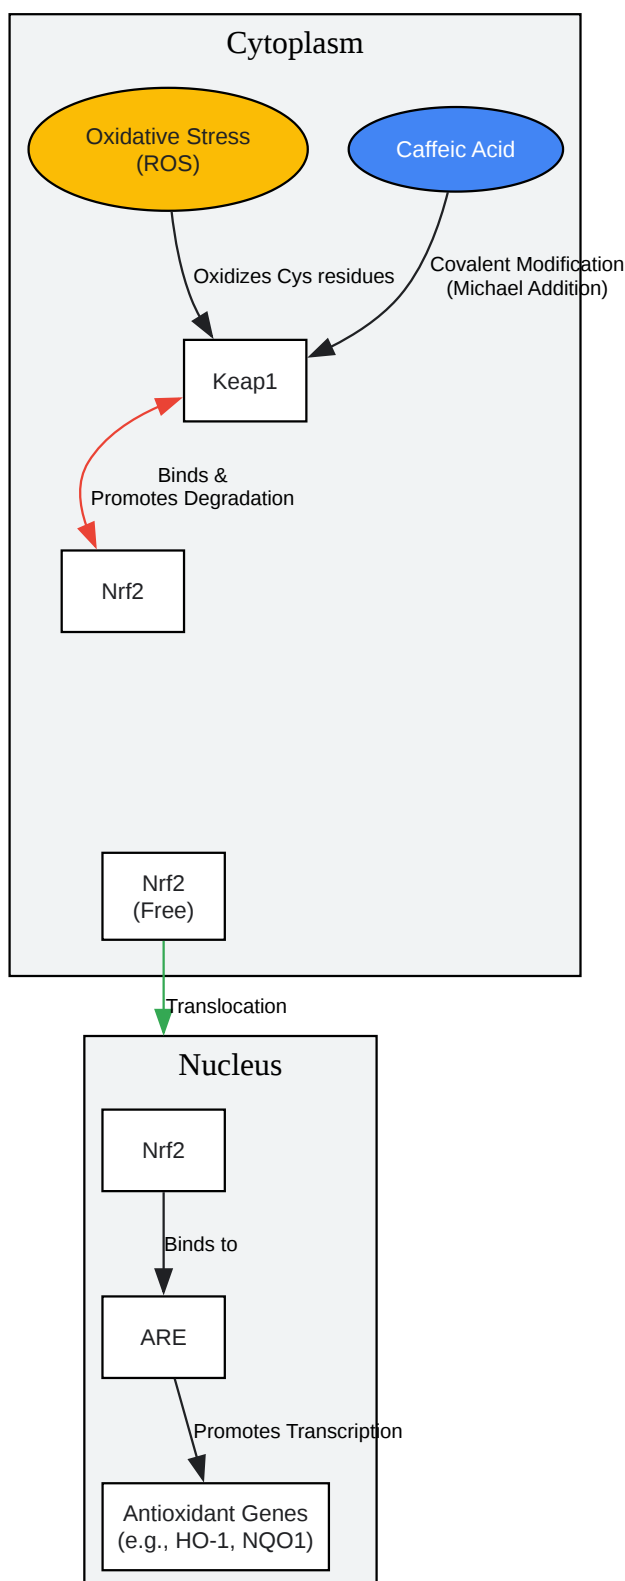 Cytoplasm
Oxidative Stress
(ROS)
Caffeic Acid
Oxidizes Cys residues
Covalent Modification
(Michael Addition)
Keap1
Binds &
Promotes Degradation
Nrf2
Nrf2
(Free)
Translocation
Nucleus
Nrf2
Binds to
ARE
Promotes Transcription
Antioxidant Genes
(e.g., HO-1, NQO1)